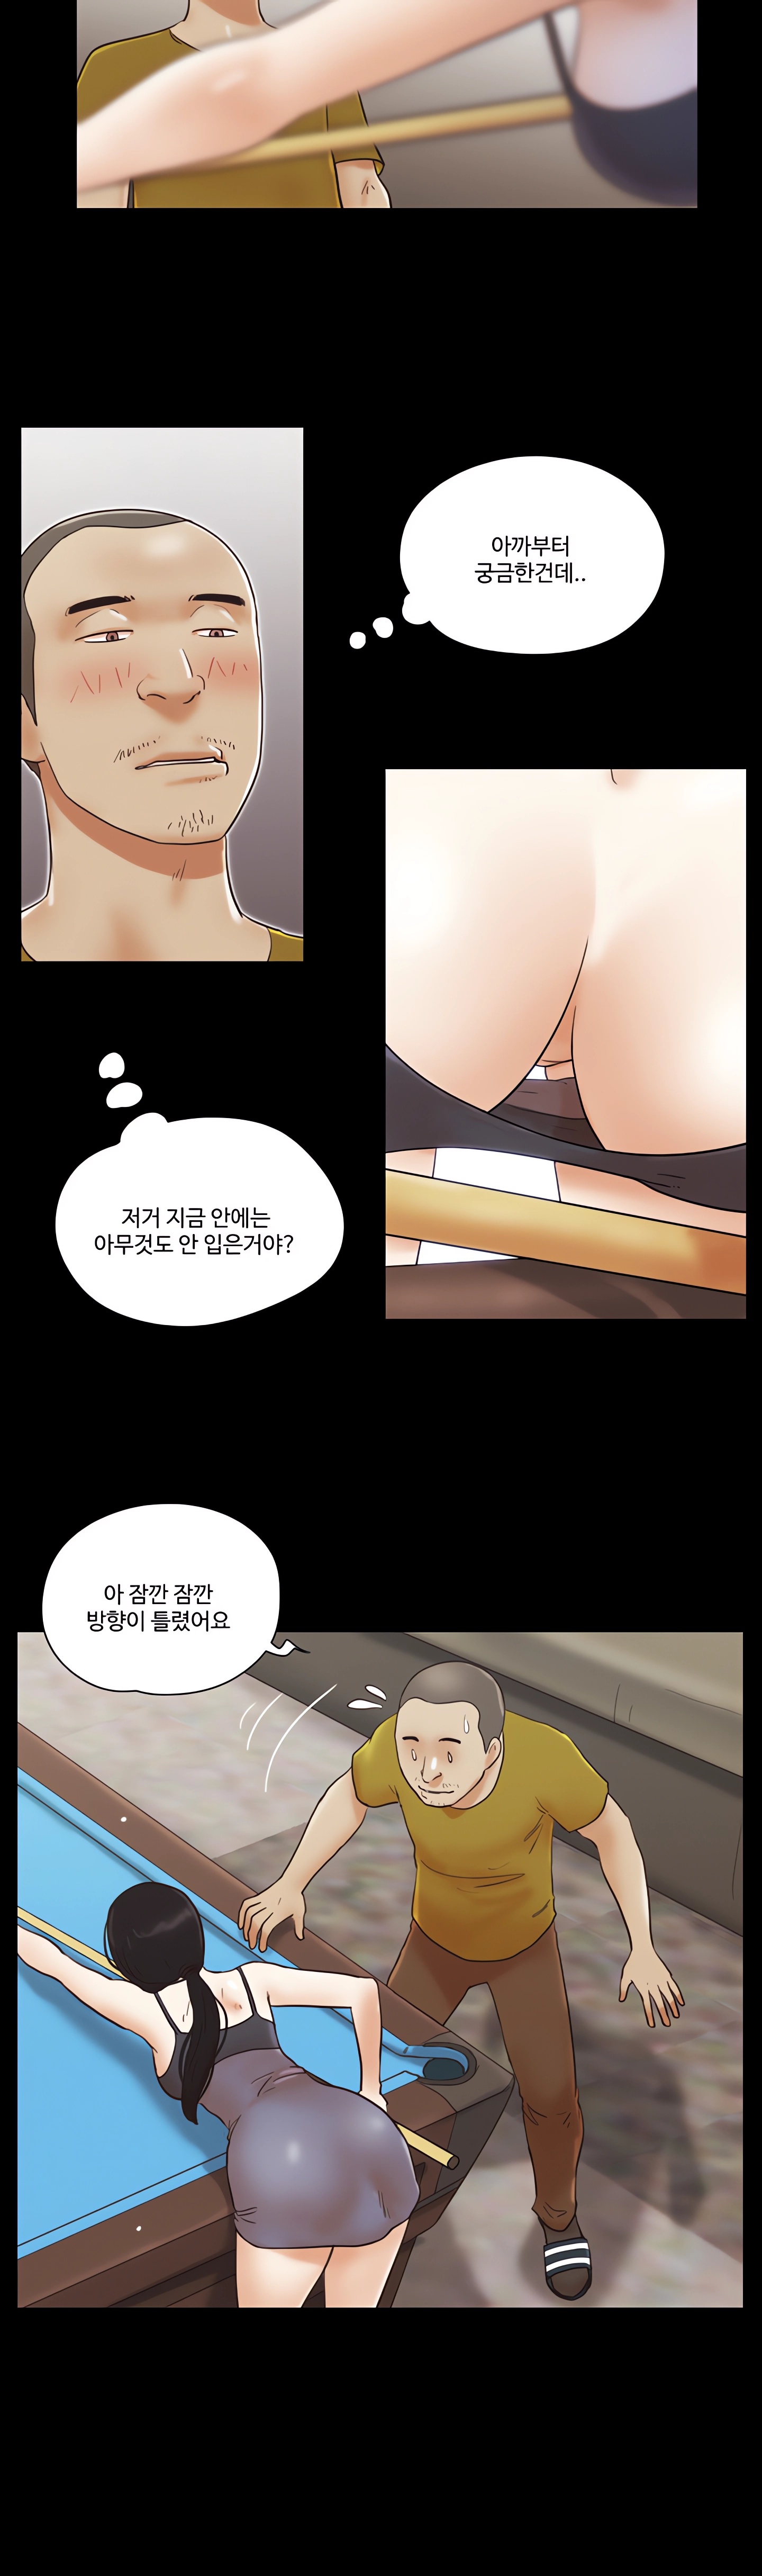 아까부터
궁금한건데..
저거 지금 안에는
아무것도 안 입은거야?
아 잠깐 잠깐
방향이 틀렸어요